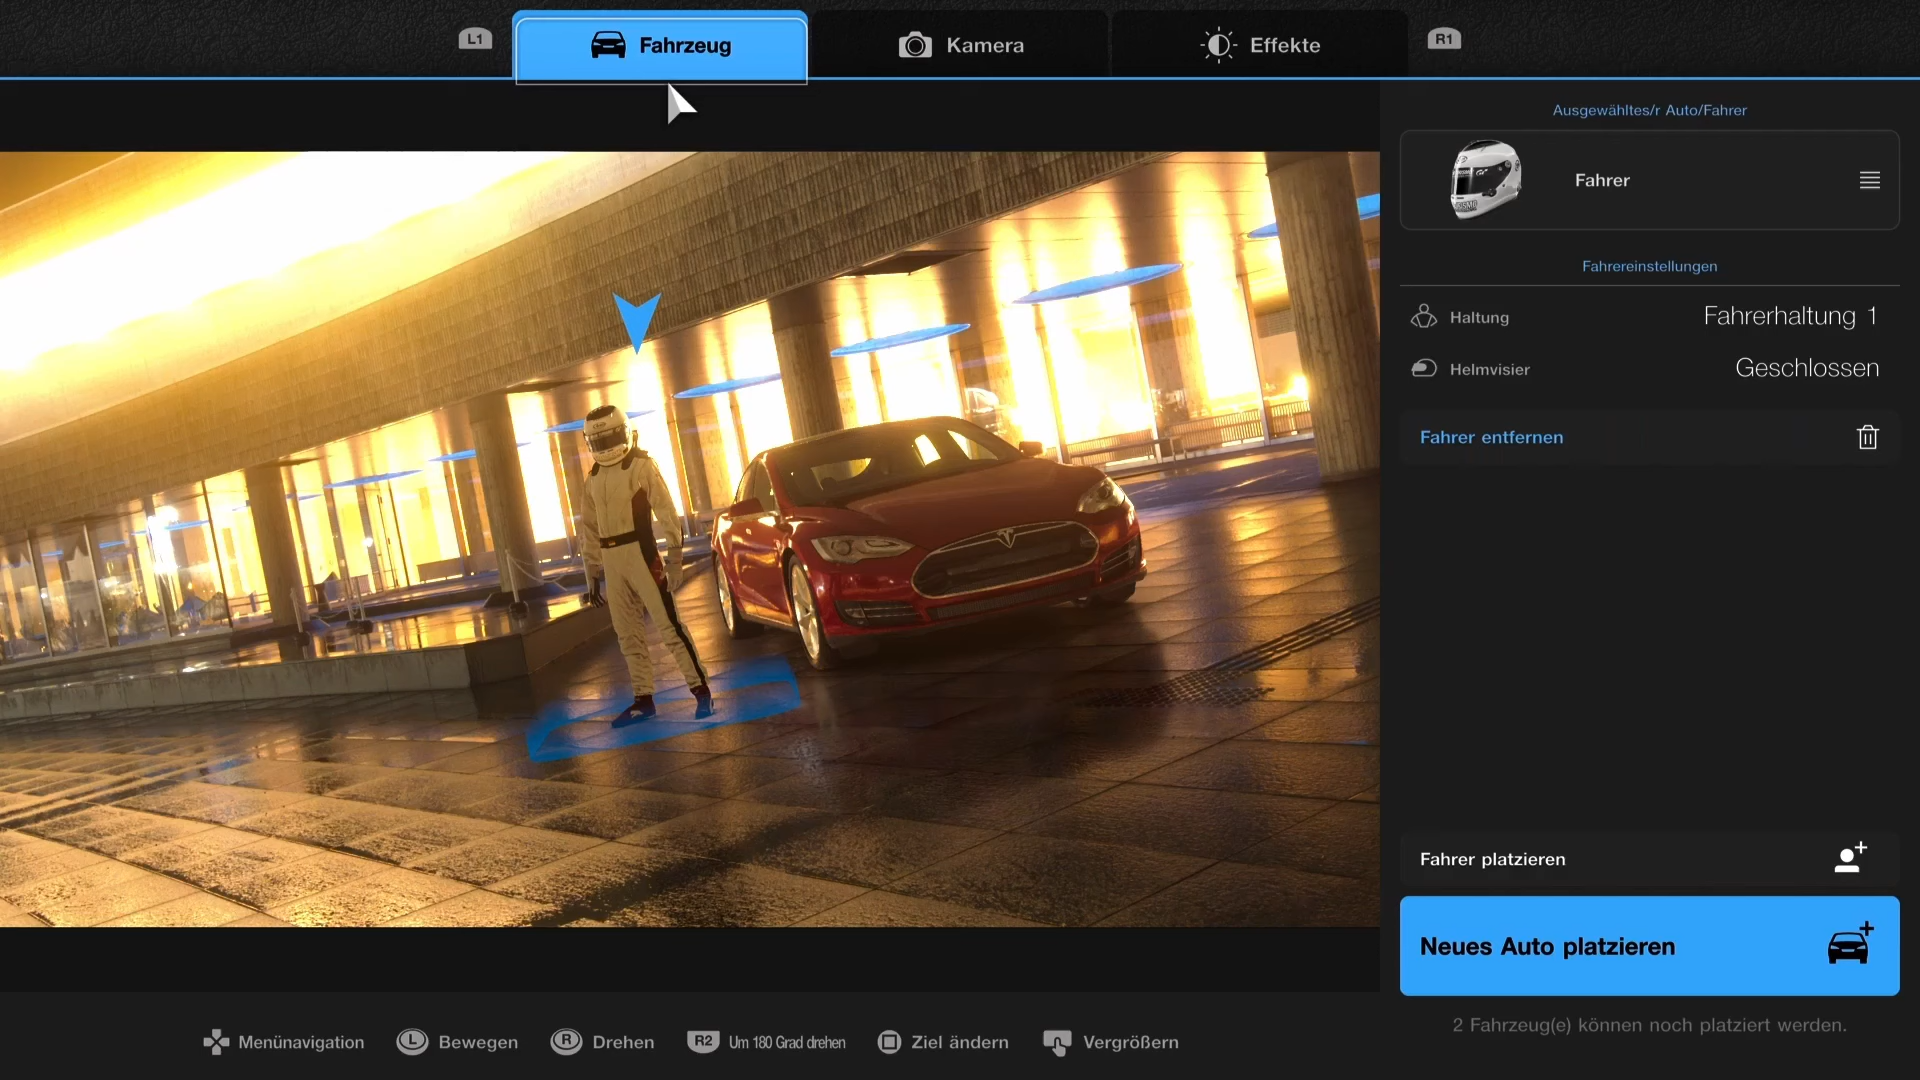 L1
Fahrzeug
Kamera
Effekte
R1
Ausgewähltes/r Auto/Fahrer
Fahrer
Fahrereinstellungen
Haltung
Fahrerhaltung 1
Helmvisier
Geschlossen
Fahrer entfernen
Fahrer platzieren
Neues Auto platzieren
2 Fahrzeug(e) können noch platziert werden.
Menünavigation
L Bewegen
R Drehen
R2 Um 180 Grad drehen
Ziel ändern
Vergrößern